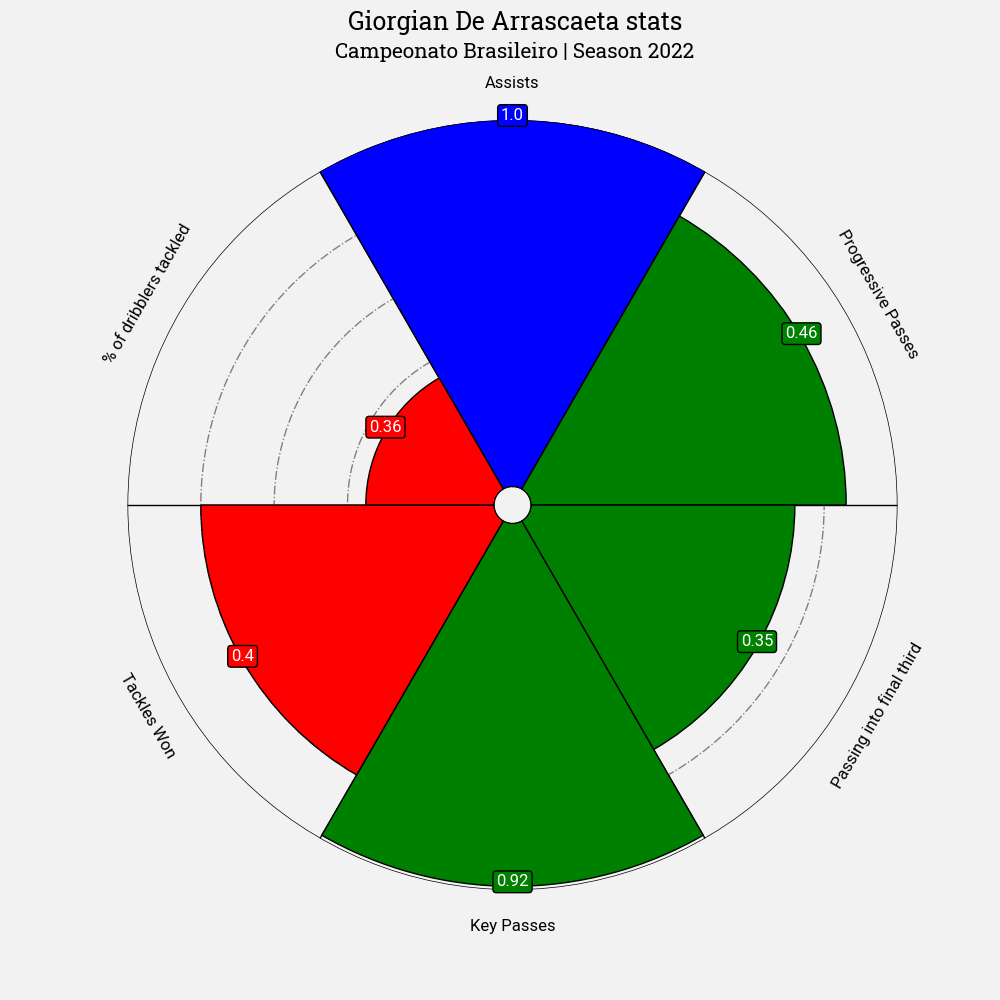 Giorgian De Arrascaeta stats
Campeonato Brasileiro | Season 2022
Assists
1.0
Progressive Passes
0.46
Passing into final third
0.35
Key Passes
0.92
Tackles Won
0.4
% of dribblers tackled
0.36